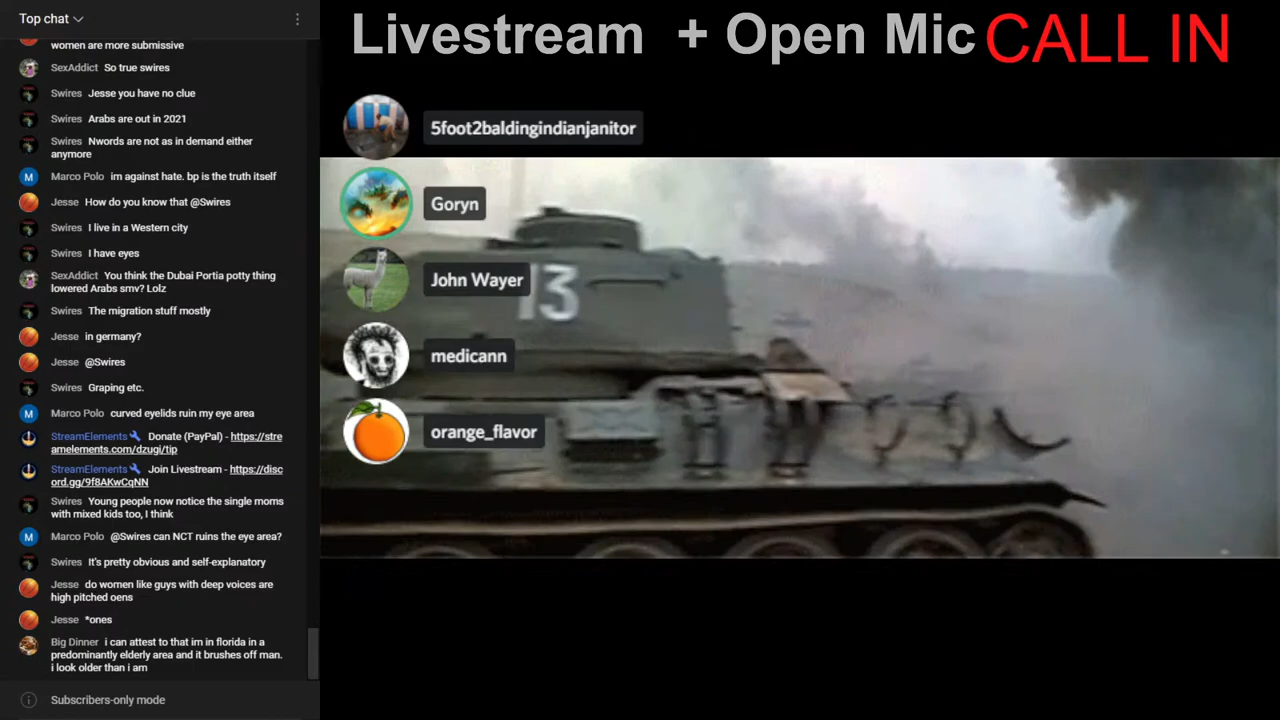 Top chat
women are more submissive
SexAddict So true swires
Swires Jesse you have no clue
Swires Arabs are out in 2021
Swires Nwords are not as in demand either
anymore
Marco Polo im against hate. bp is the truth itself
Jesse How do you know that @Swires
Swires I live in a Western city
Swires I have eyes
SexAddict You think the Dubai Portia potty thing
lowered Arabs smv? Lolz
Swires The migration stuff mostly
Jesse in germany?
Jesse @Swires
Swires Graping etc.
Marco Polo curved eyelids ruin my eye area
StreamElements Donate (PayPal) - https://stre
amelements.com/dzugi/tip
StreamElements Join Livestream - https://disc
ord.gg/9f8AKwCqNN
Swires Young people now notice the single moms
with mixed kids too, I think
Marco Polo @Swires can NCT ruins the eye area?
Swires It's pretty obvious and self-explanatory
Jesse do women like guys with deep voices are
high pitched oens
Jesse *ones
Big Dinner i can attest to that im in florida in a
predominantly elderly area and it brushes off man.
i look older than i am
Subscribers-only mode
Livestream + Open Mic CALL IN
5foot2baldingindianjanitor
Goryn
John Wayer
13
medicann
orange_flavor